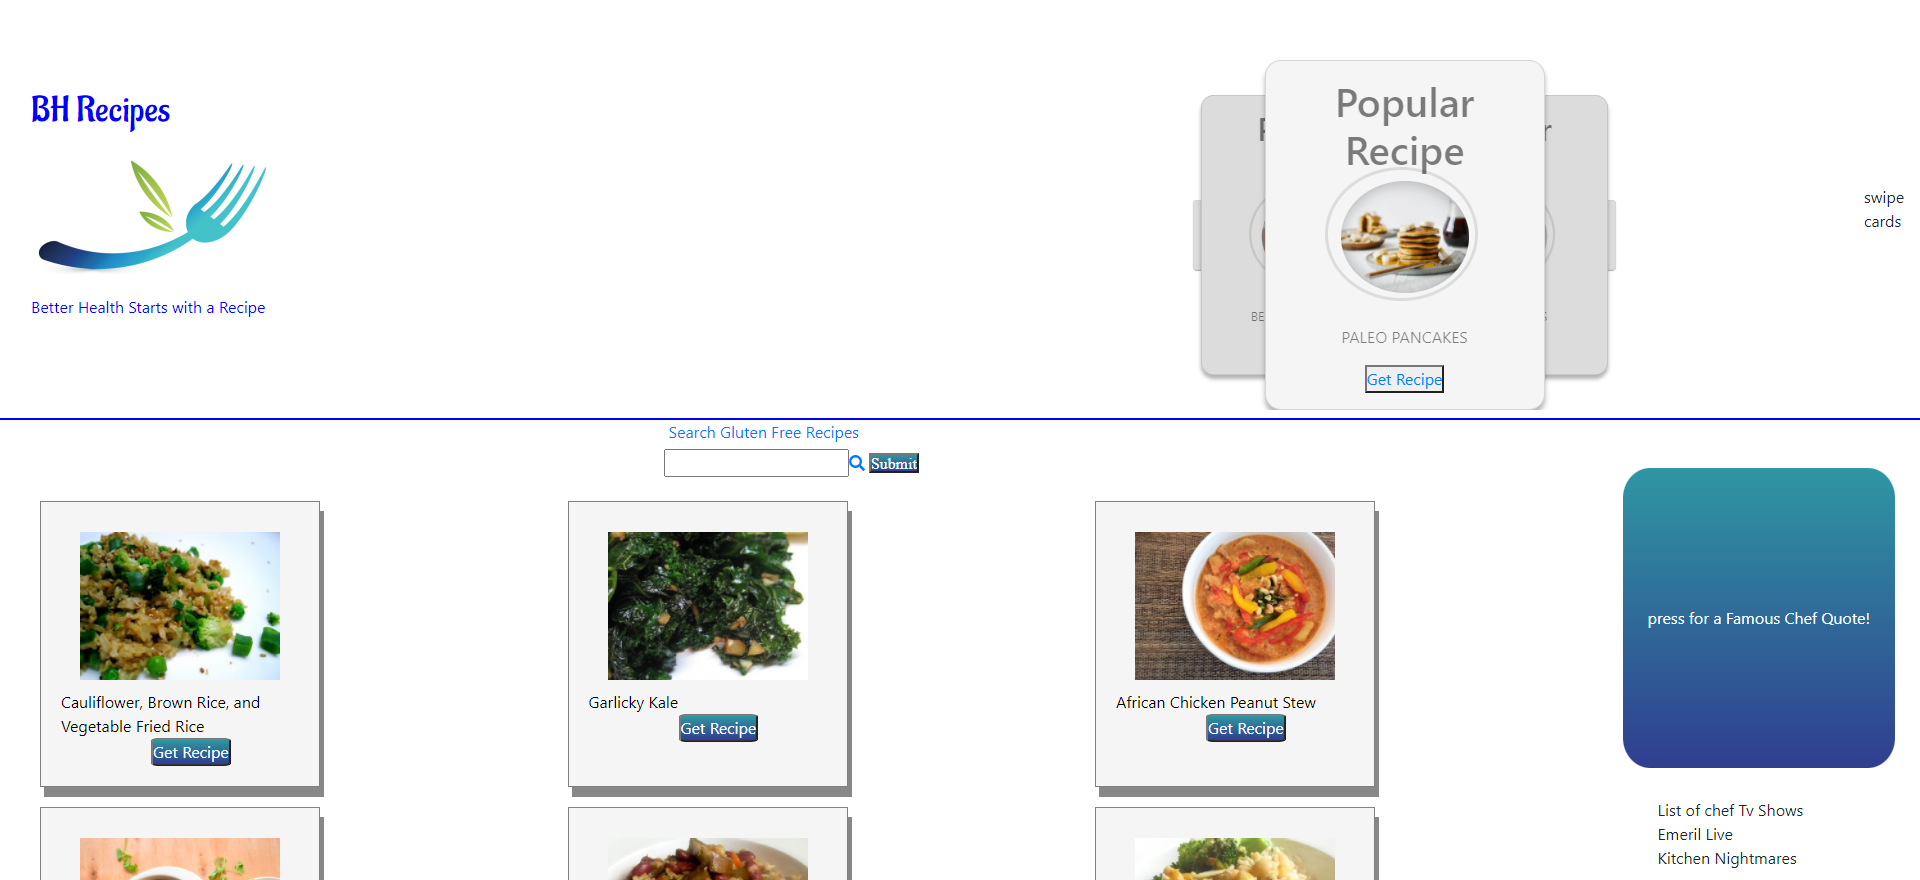 BH Recipes
Better Health Starts with a Recipe
Popular
Recipe
PALEO PANCAKES
Get Recipe
swipe
cards
Search Gluten Free Recipes
Submit
Cauliflower, Brown Rice, and
Vegetable Fried Rice
Get Recipe
Garlicky Kale
Get Recipe
African Chicken Peanut Stew
Get Recipe
press for a Famous Chef Quote!
List of chef Tv Shows
Emeril Live
Kitchen Nightmares